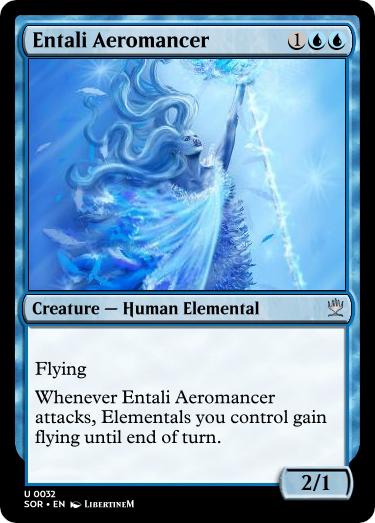 Entali Aeromancer 1
Creature — Human Elemental
Flying
Whenever Entali Aeromancer
attacks, Elementals you control gain
flying until end of turn.
2/1
U 0032
SOR • EN LibertineM